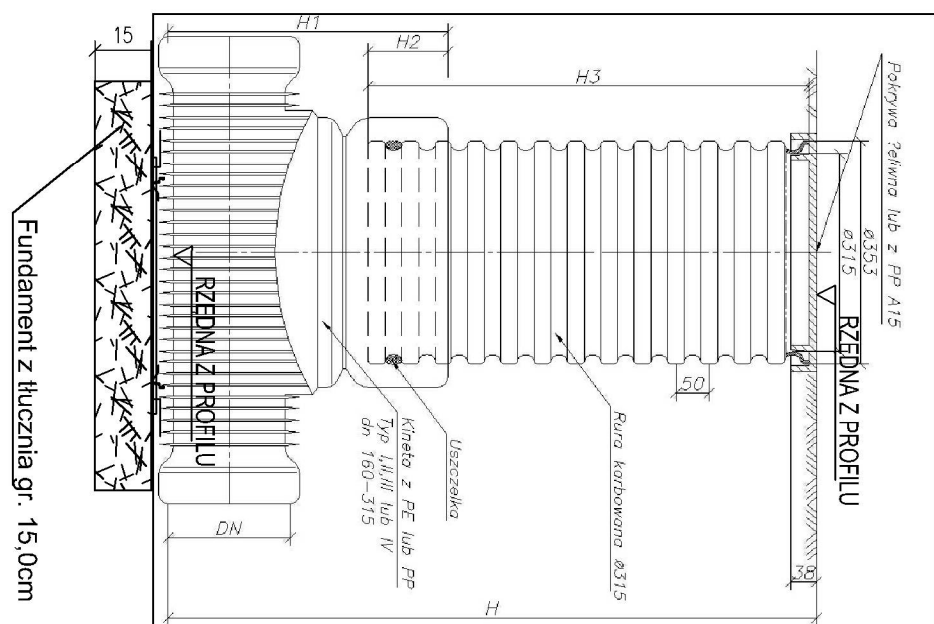 H1
15
H2
H3
Pokrywa ?eliwna lub z PP A15
ø353
ø315
RZĘDNA Z PROFILU
RZĘDNA Z PROFILU
50
Rura karbowana ø315
Uszczelka
Kineta z PE lub PP
Typ I,II,III lub IV
dn 160-315
DN
38
H
Fundament z tłucznia gr. 15,0cm